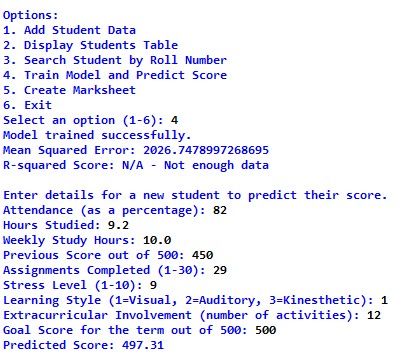 Options:
1. Add Student Data
2. Display Students Table
3. Search Student by Roll Number
4. Train Model and Predict Score
5. Create Marksheet
6. Exit
Select an option (1-6): 4
Model trained successfully.
Mean Squared Error: 2026.7478997268695
R-squared Score: N/A - Not enough data
Enter details for a new student to predict their score.
Attendance (as a percentage): 82
Hours Studied: 9.2
Weekly Study Hours: 10.0
Previous Score out of 500: 450
Assignments Completed (1-30): 29
Stress Level (1-10): 9
Learning Style (1=Visual, 2=Auditory, 3=Kinesthetic): 1
Extracurricular Involvement (number of activities): 12
Goal Score for the term out of 500: 500
Predicted Score: 497.31